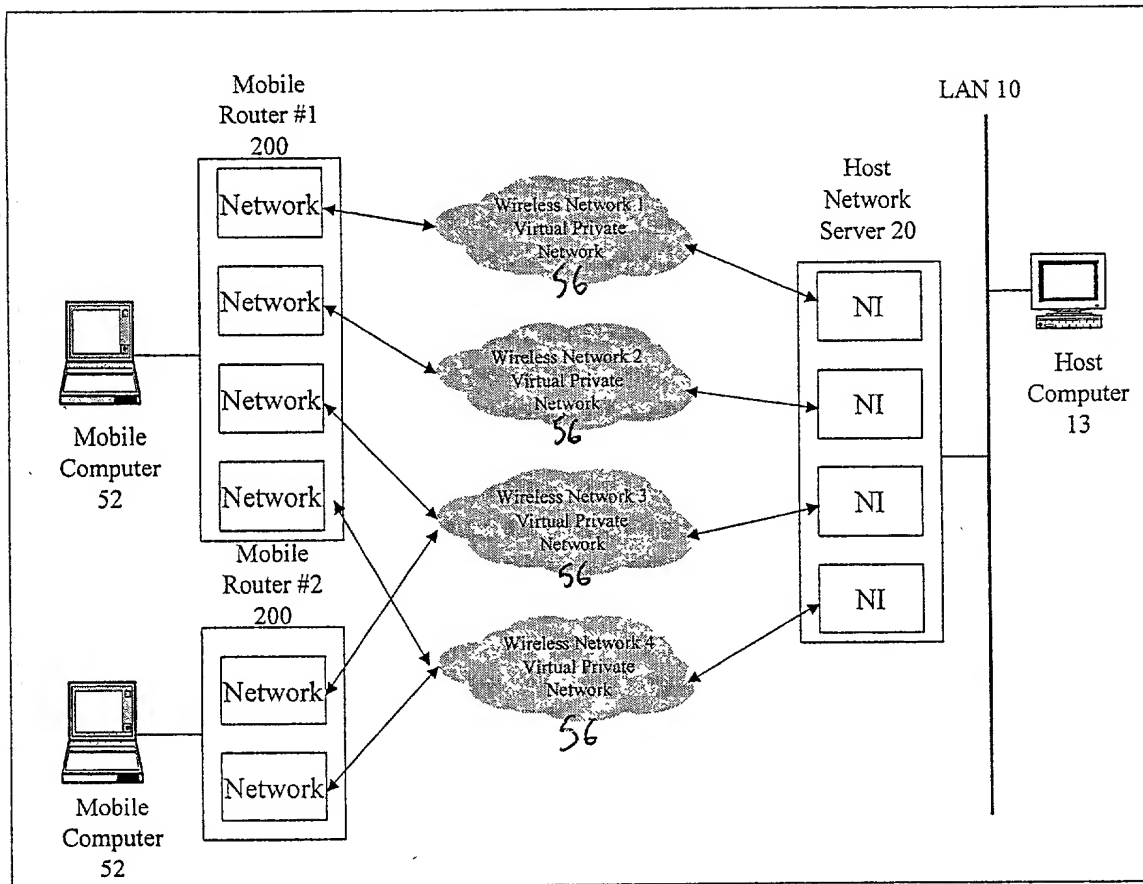 Mobile
Router #1
200
Network
Network
Network
Network
Mobile
Computer
52
Mobile
Router #2
200
Network
Network
Mobile
Computer
52
Wireless Network 1
Virtual Private
Network
56
Wireless Network 2
Virtual Private
Network
56
Wireless Network 3
Virtual Private
Network
56
Wireless Network 4
Virtual Private
Network
56
Host
Network
Server 20
NI
NI
NI
NI
LAN 10
Host
Computer
13